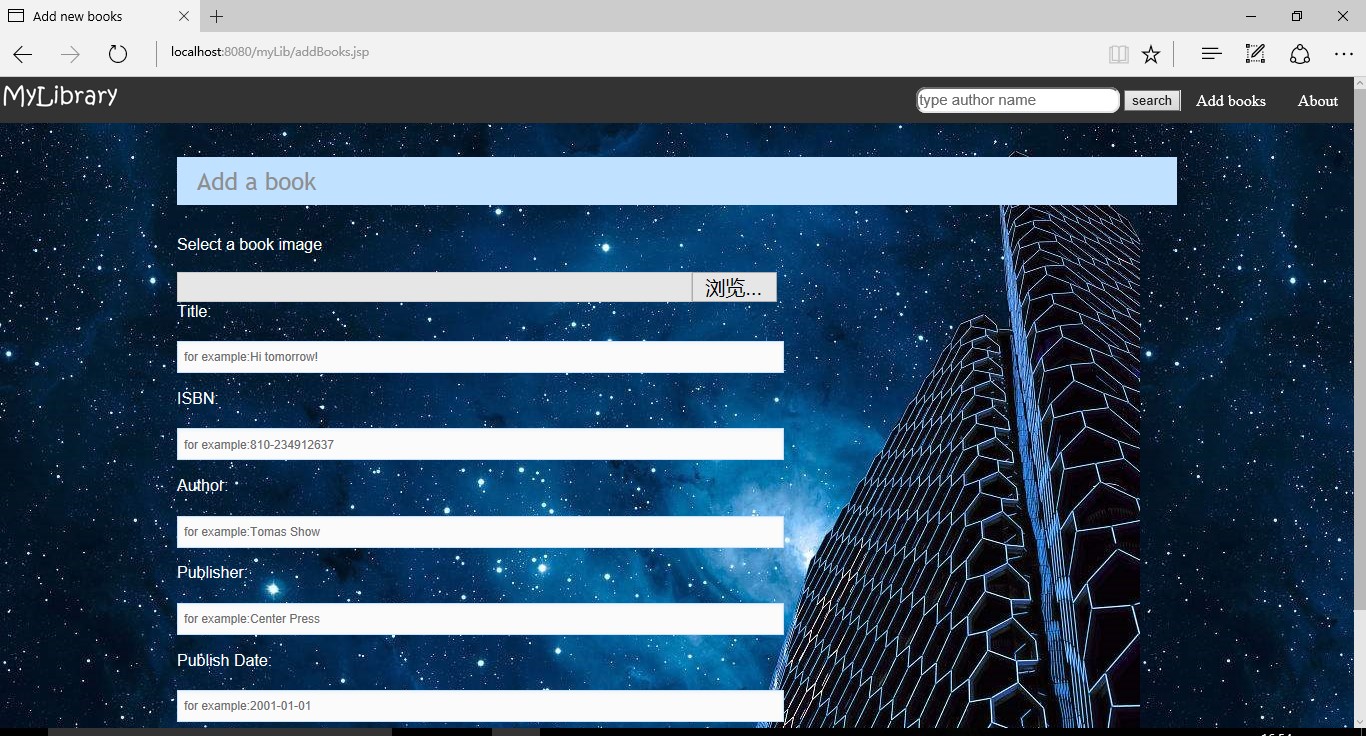 Add new books
localhost:8080/myLib/addBooks.jsp
MyLibrary
type author name
search
Add books
About
Add a book
Select a book image
浏览...
Title:
for example:Hi tomorrow!
ISBN:
for example:810-234912637
Author:
for example:Tomas Show
Publisher:
for example:Center Press
Publish Date:
for example:2001-01-01